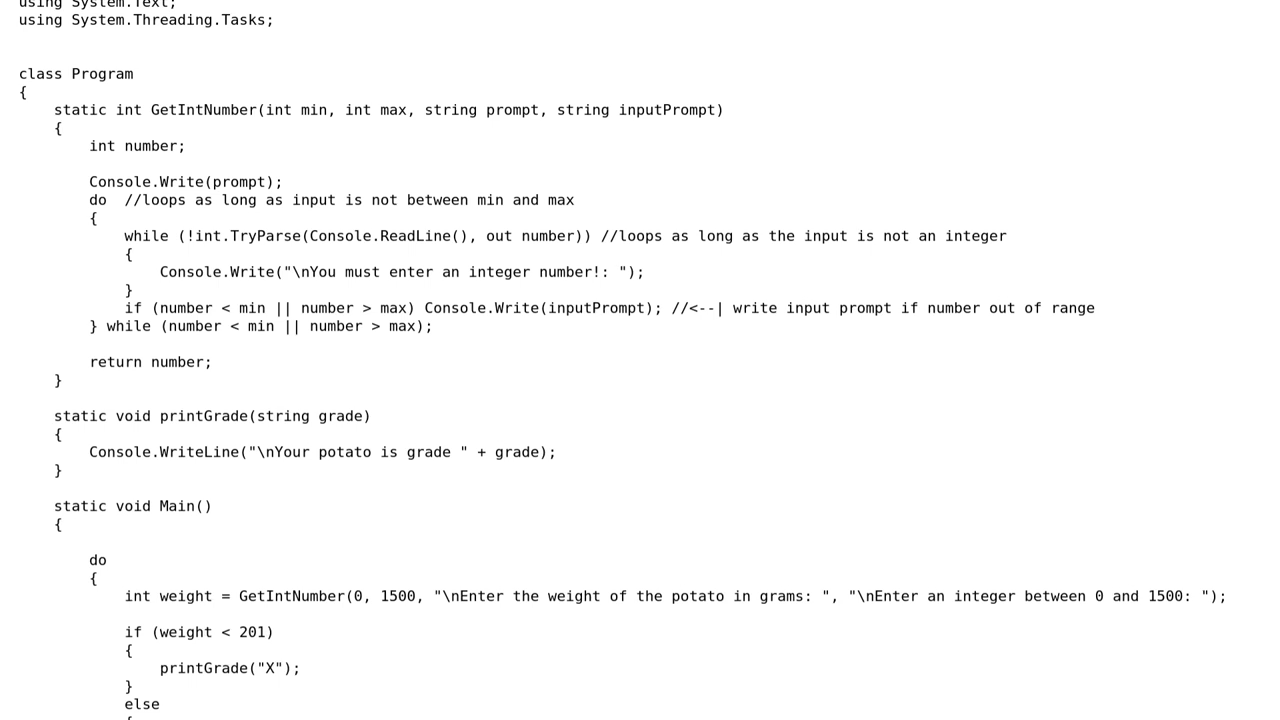 using System.Text;
using System.Threading.Tasks;
class Program
{
    static int GetIntNumber(int min, int max, string prompt, string inputPrompt)
    {
        int number;
        Console.Write(prompt);
        do  //loops as long as input is not between min and max
        {
            while (!int.TryParse(Console.ReadLine(), out number)) //loops as long as the input is not an integer
            {
                Console.Write("\nYou must enter an integer number!: ");
            }
            if (number < min || number > max) Console.Write(inputPrompt); //<--| write input prompt if number out of range
        } while (number < min || number > max);
        return number;
    }
    static void printGrade(string grade)
    {
        Console.WriteLine("\nYour potato is grade " + grade);
    }
    static void Main()
    {
        do
        {
            int weight = GetIntNumber(0, 1500, "\nEnter the weight of the potato in grams: ", "\nEnter an integer between 0 and 1500: ");
            if (weight < 201)
            {
                printGrade("X");
            }
            else
            {